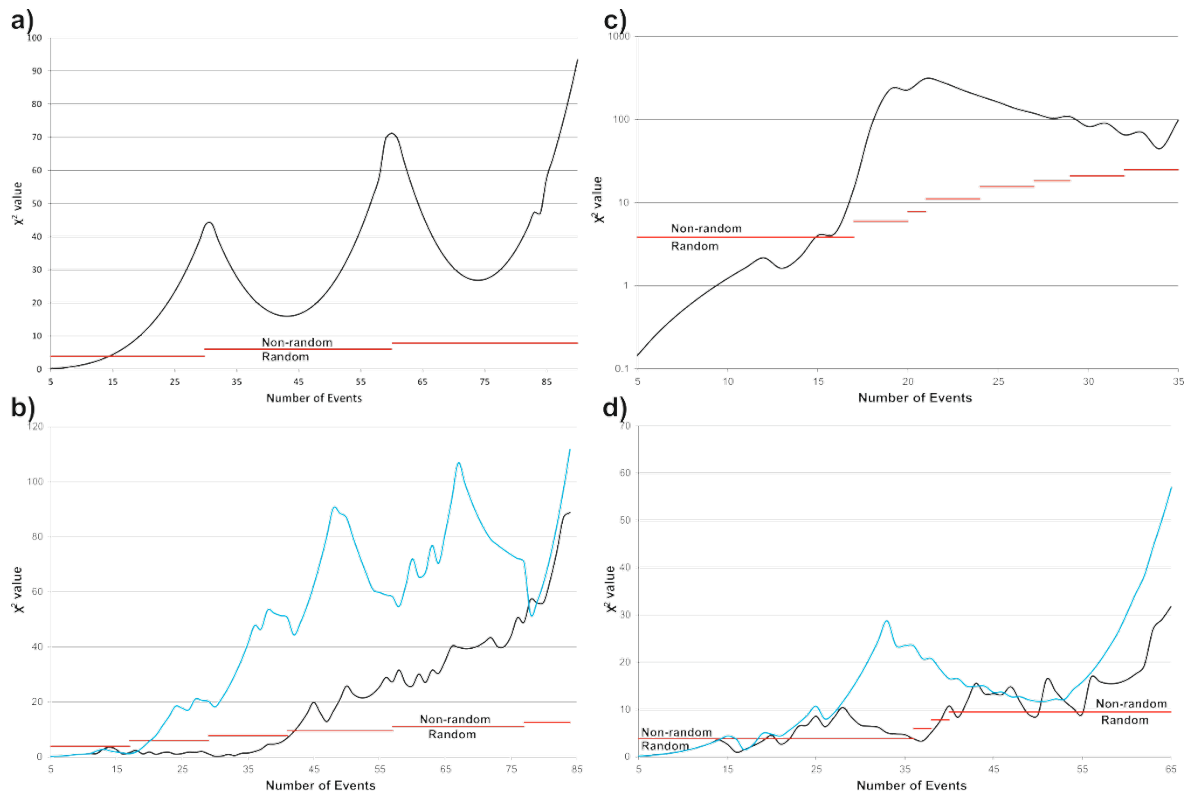 a)
100
90
80
70
60
50
40
30
20
10
0
χ² value
Non-random
Random
5 15 25 35 45 55 65 75 85
Number of Events
c)
1000
100
10
1
0.1
χ² value
Non-random
Random
5 10 15 20 25 30 35
Number of Events
b)
120
100
80
60
40
20
0
χ² value
Non-random
Random
5 15 25 35 45 55 65 75 85
Number of Events
d)
70
60
50
40
30
20
10
0
χ² value
Non-random
Random
Non-random
Random
5 15 25 35 45 55 65
Number of Events